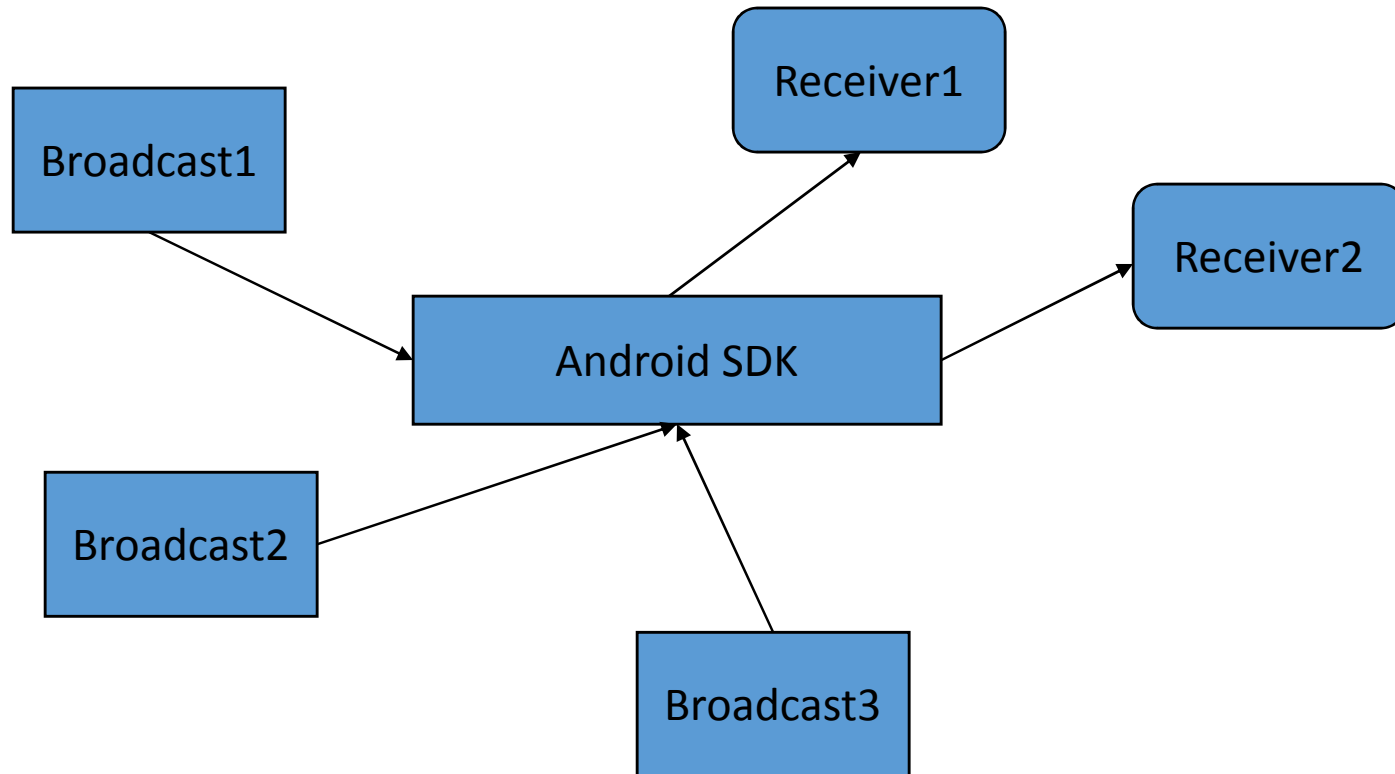 Receiver1
Broadcast1
Receiver2
Android SDK
Broadcast2
Broadcast3